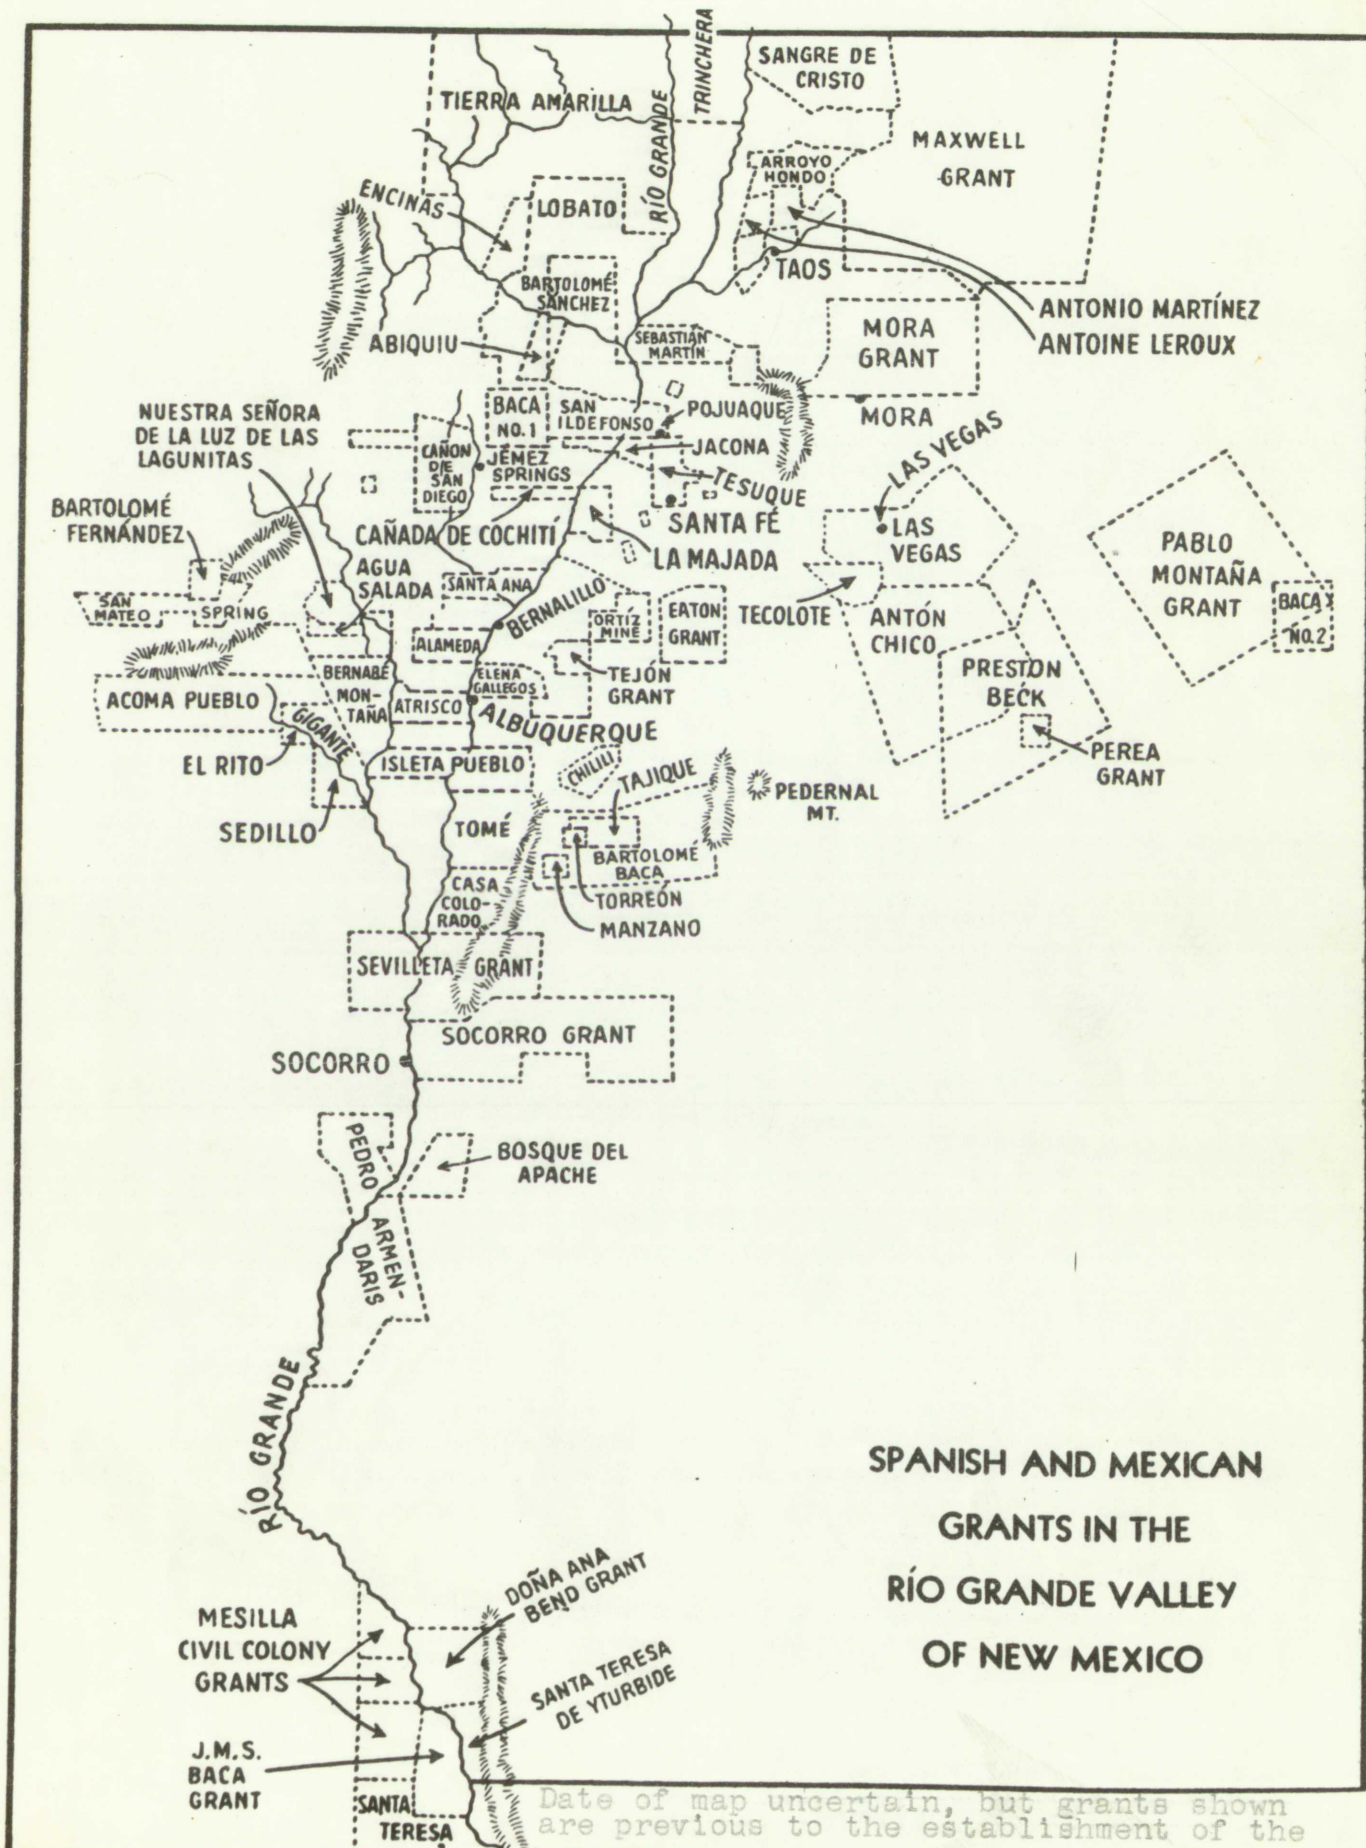 TRINCHERA
SANGRE DE
CRISTO
TIERRA AMARILLA
RÍO GRANDE
MAXWELL
GRANT
ARROYO
HONDO
ENCINAS
LOBATO
TAOS
BARTOLOMÉ
SÁNCHEZ
ANTONIO MARTÍNEZ
ANTOINE LEROUX
ABIQUIU
SEBASTIÁN
MARTÍN
MORA
GRANT
NUESTRA SEÑORA
DE LA LUZ DE LAS
LAGUNITAS
BACA
NO.1
SAN
ILDEFONSO
POJUAQUE
MORA
CAÑON
DE
SAN
DIEGO
JÉMEZ
SPRINGS
JACONA
TESUQUE
LAS VEGAS
BARTOLOMÉ
FERNÁNDEZ
CAÑADA DE COCHITÍ
SANTA FÉ
LA MAJADA
LAS
VEGAS
PABLO
MONTAÑA
GRANT
AGUA
SALADA
SANTA ANA
BERNALILLO
TECOLOTE
ANTÓN
CHICO
BACA
NO.2
SAN
MATEO
SPRING
ORTÍZ
MINE
EATON
GRANT
ALAMEDA
BERNABÉ
MON-
TAÑA
ELENA
GALLEGOS
TEJÓN
GRANT
PRESTON
BECK
ACOMA PUEBLO
GIGANTE
ATRISCO
ALBUQUERQUE
PEREA
GRANT
EL RITO
ISLETA PUEBLO
CHILILI
TAJIQUE
PEDERNAL
MT.
SEDILLO
TOMÉ
BARTOLOMÉ
BACA
CASA
COLO-
RADO
TORREÓN
MANZANO
SEVILLETA GRANT
SOCORRO GRANT
SOCORRO
PEDRO
ARMEN-
DARIS
BOSQUE DEL
APACHE
RÍO GRANDE
SPANISH AND MEXICAN
GRANTS IN THE
RÍO GRANDE VALLEY
OF NEW MEXICO
DOÑA ANA
BEND GRANT
MESILLA
CIVIL COLONY
GRANTS
SANTA TERESA
DE YTURBIDE
J.M.S.
BACA
GRANT
SANTA
TERESA
Date of map uncertain, but grants shown
are previous to the establishment of the